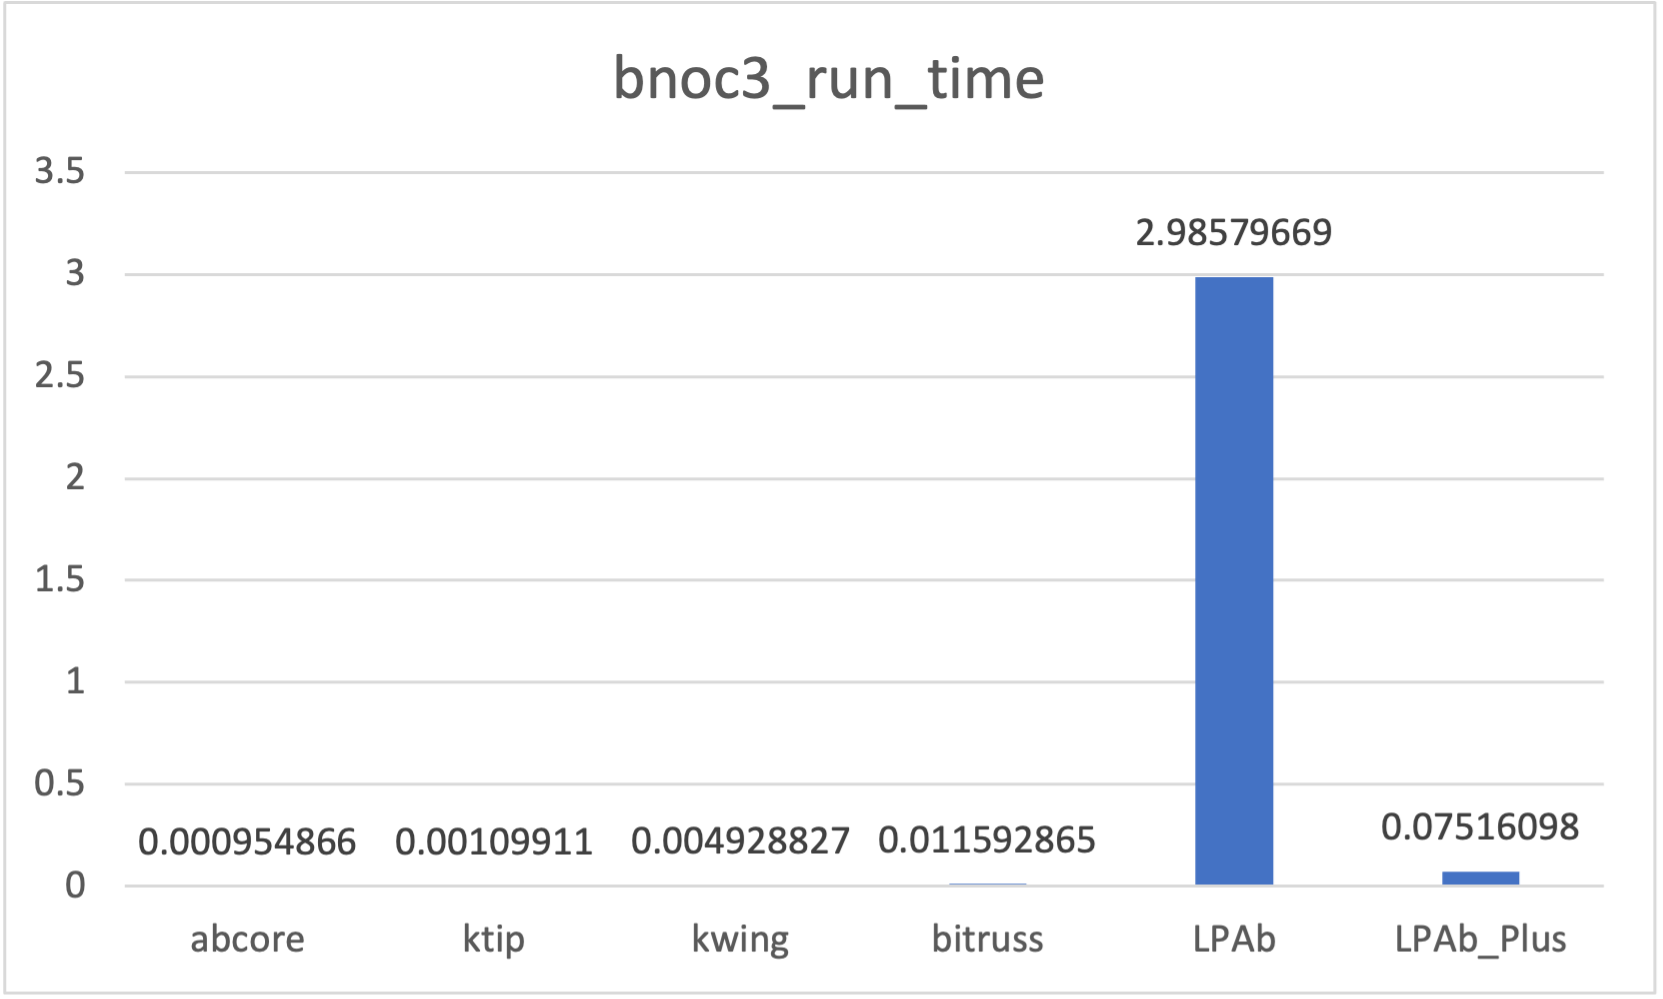 bnoc3_run_time
3.5
3
2.5
2
1.5
1
0.5
0
0.000954866
0.00109911
0.004928827
0.011592865
2.98579669
0.07516098
abcore
ktip
kwing
bitruss
LPAb
LPAb_Plus